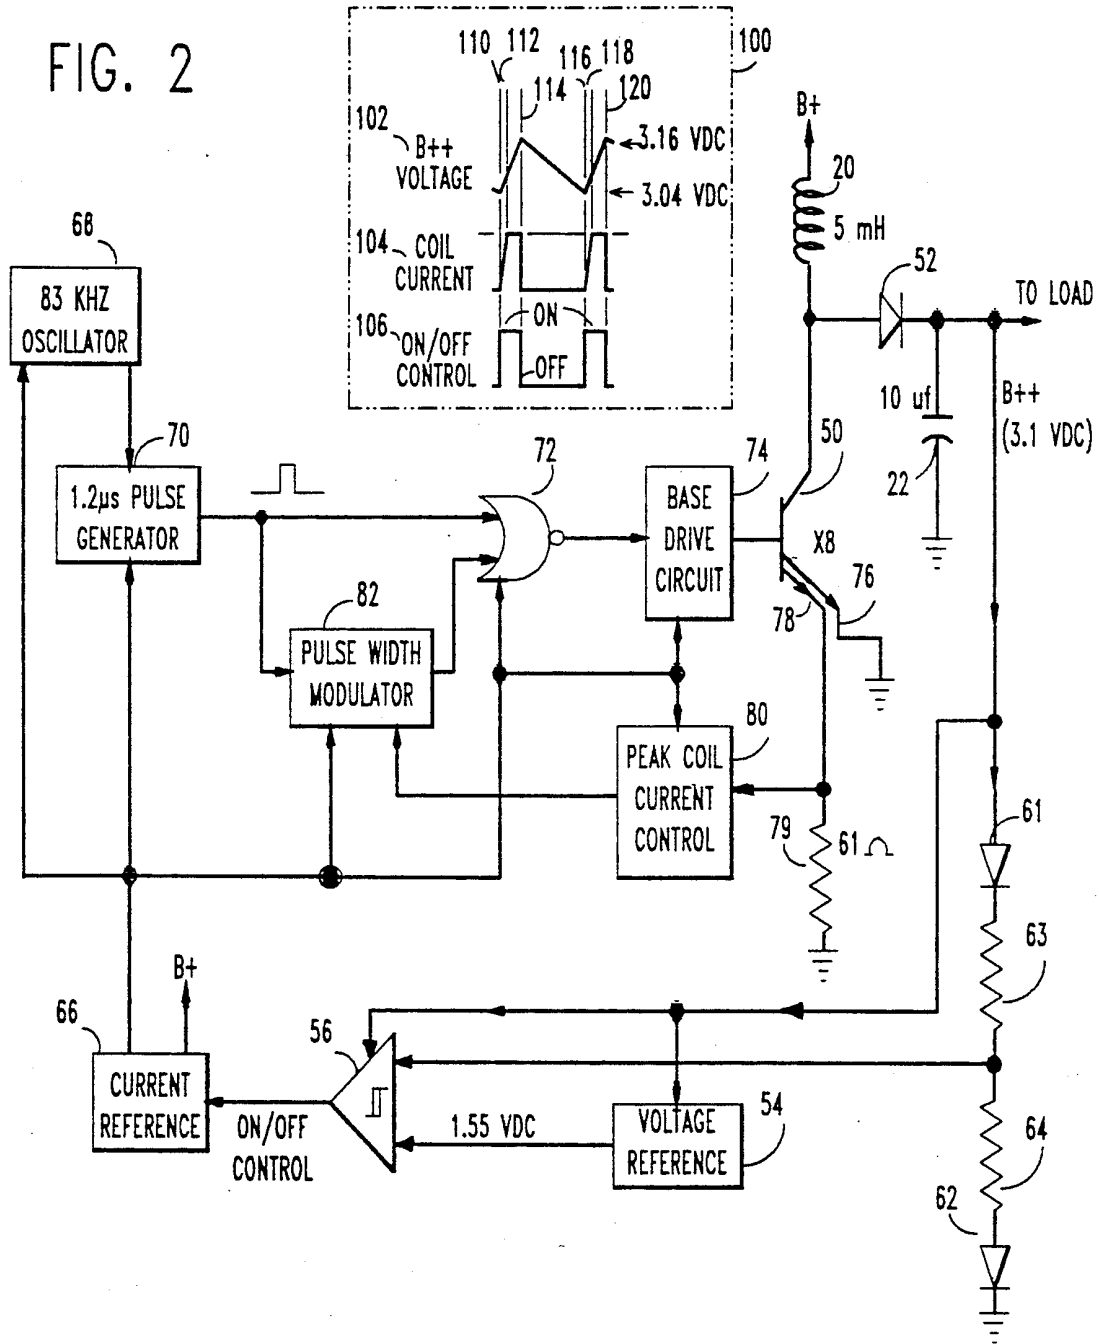 FIG. 2
100
110
112
116
118
114
120
102
B++
VOLTAGE
3.16 VDC
3.04 VDC
104
COIL
CURRENT
106
ON/OFF
CONTROL
ON
OFF
B+
20
5 mH
52
TO LOAD
10 uf
22
B++
(3.1 VDC)
68
83 KHZ
OSCILLATOR
70
1.2µs PULSE
GENERATOR
72
74
BASE
DRIVE
CIRCUIT
50
X8
76
78
82
PULSE WIDTH
MODULATOR
80
PEAK COIL
CURRENT
CONTROL
79
61 Ω
61
63
B+
66
CURRENT
REFERENCE
ON/OFF
CONTROL
56
1.55 VDC
VOLTAGE
REFERENCE
54
64
62